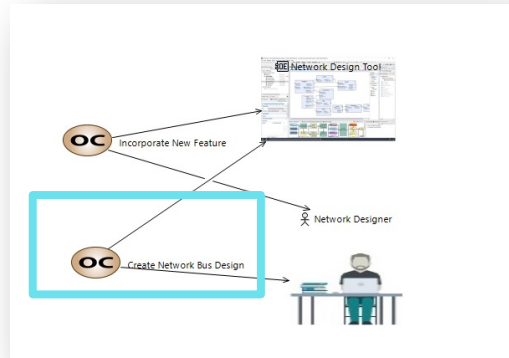 OE Network Design Tool
OC Incorporate New Feature
Network Designer
OC Create Network Bus Design